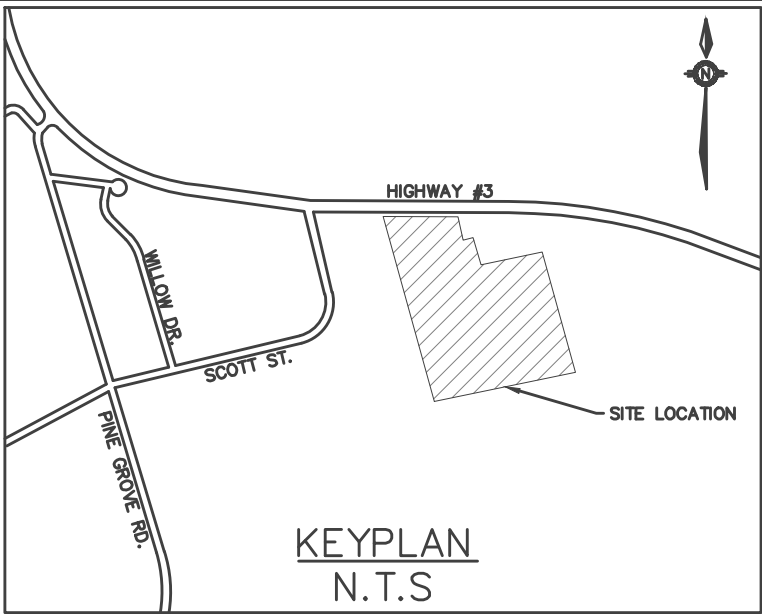 N
HIGHWAY #3
WILLOW DR.
SCOTT ST.
SITE LOCATION
PINE GROVE RD.
KEYPLAN
N.T.S